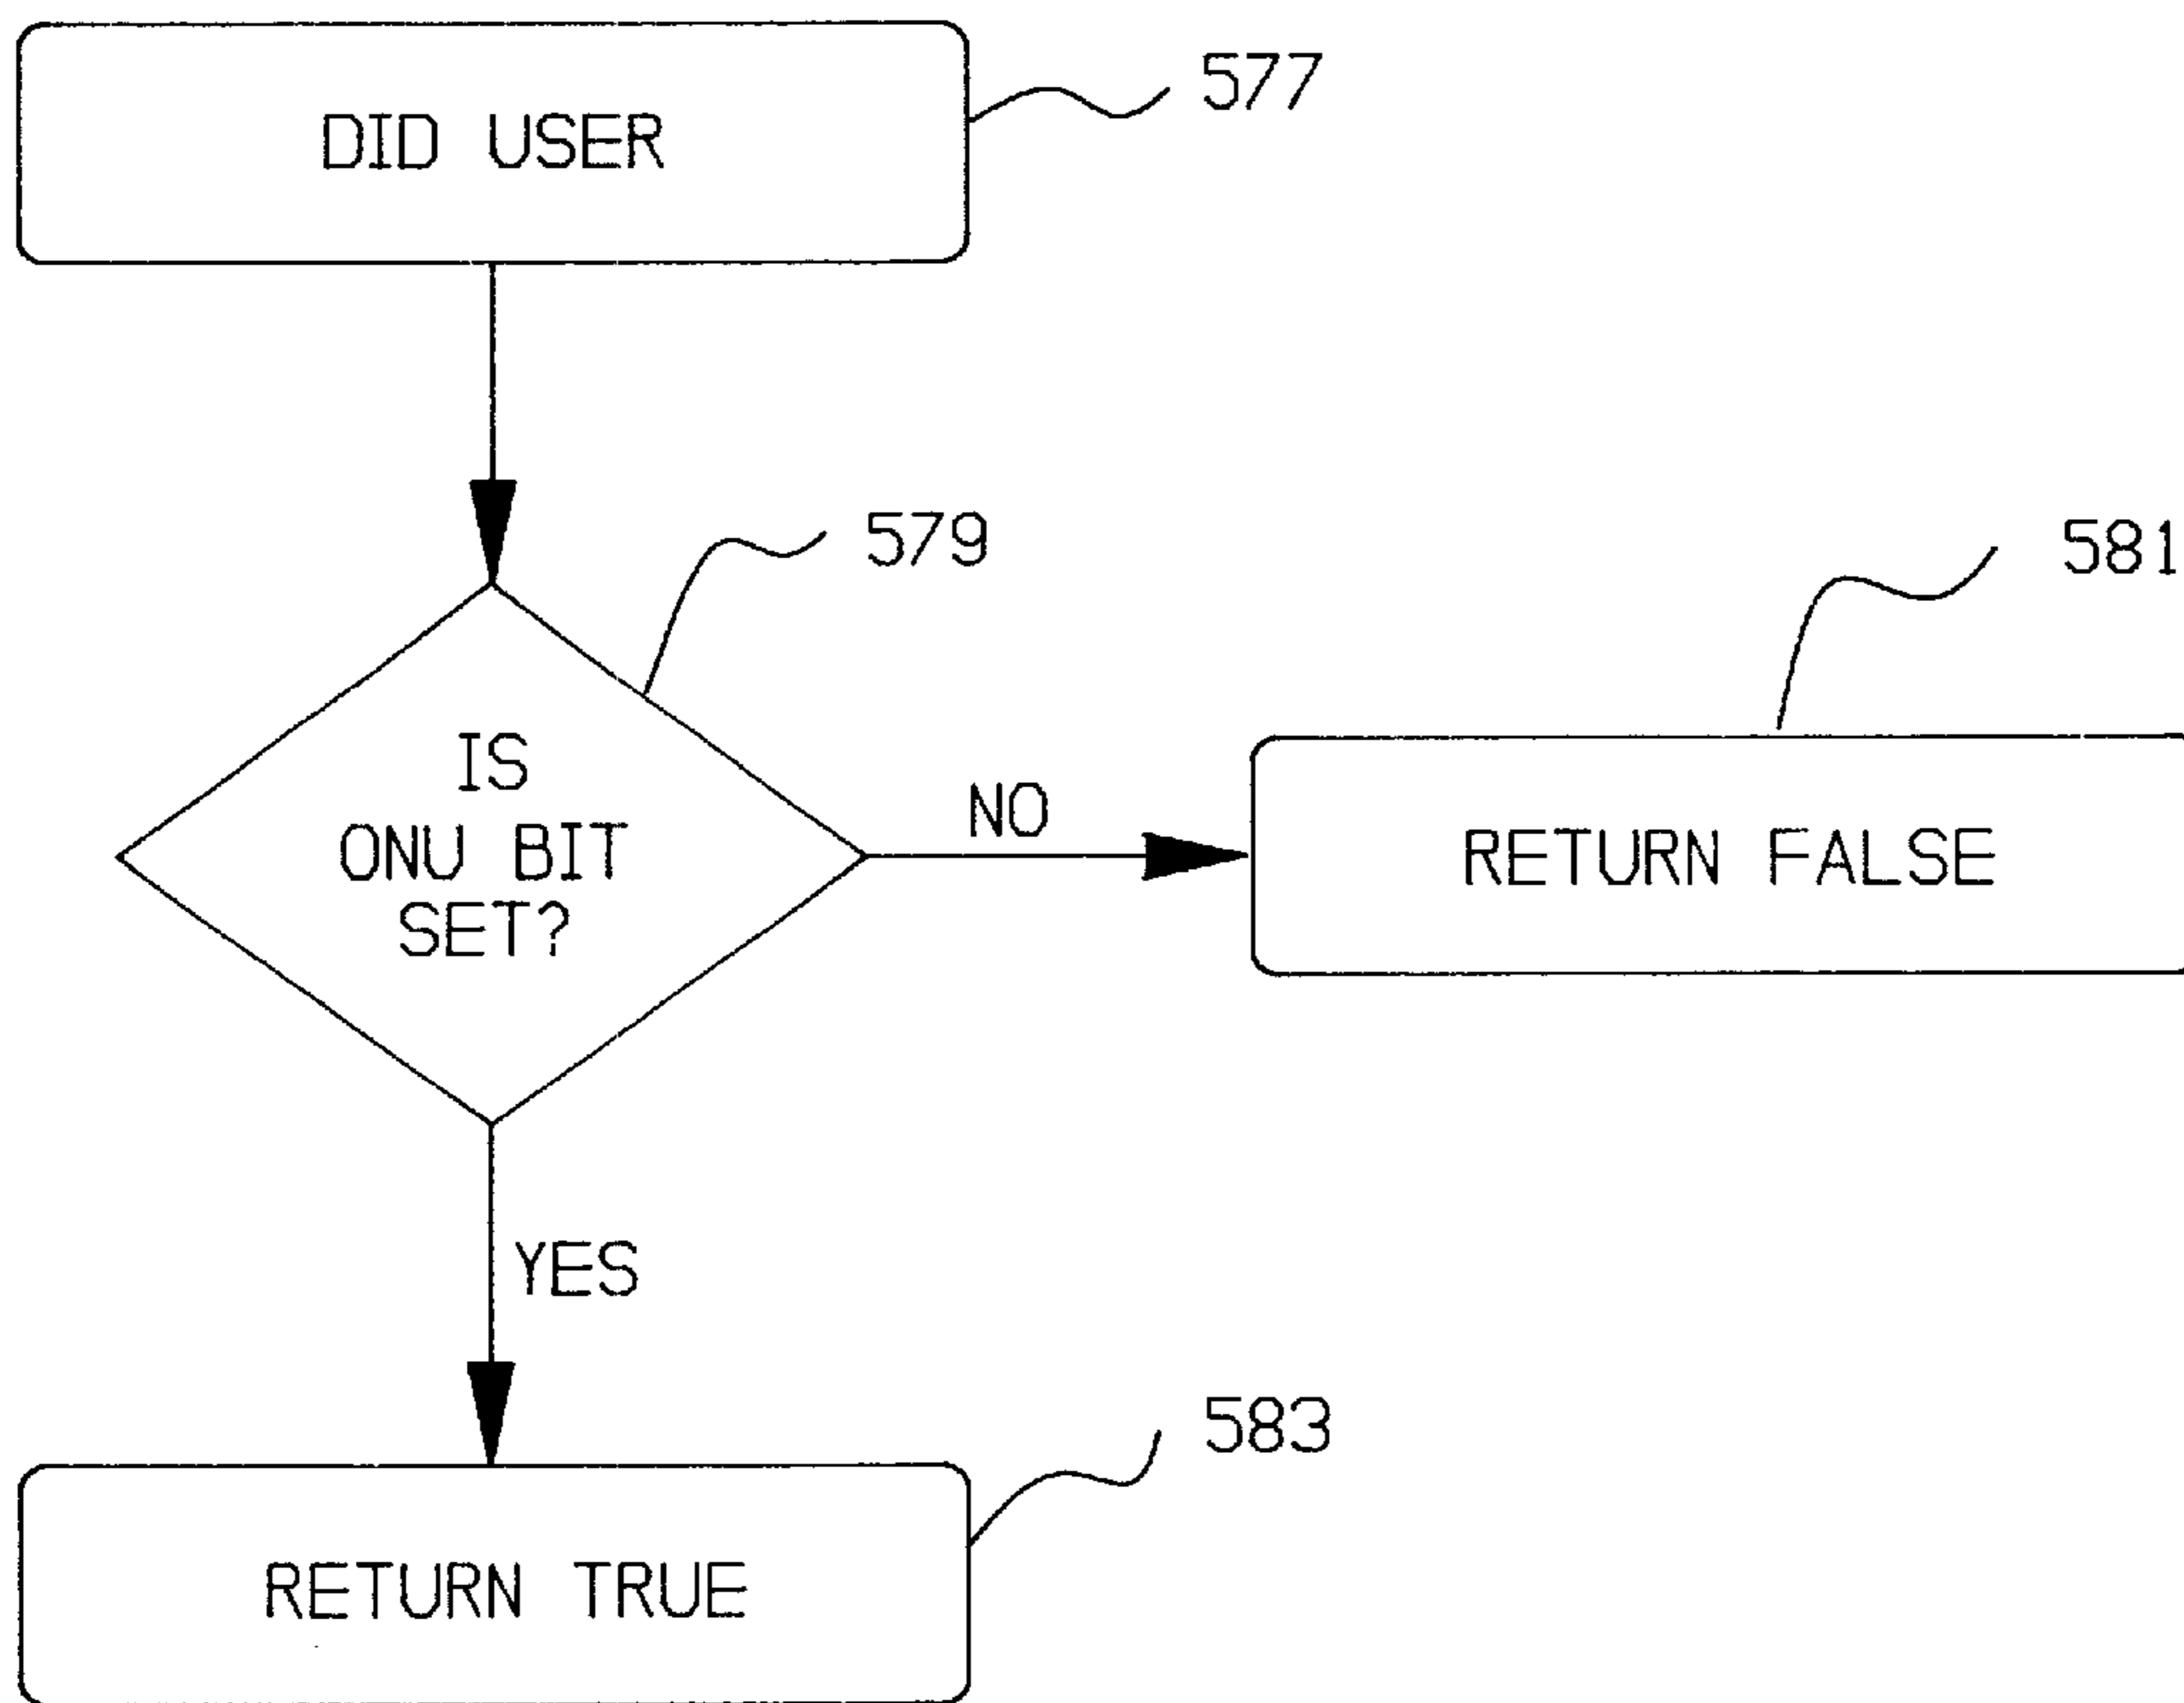 DID USER
577
579
581
IS
ONU BIT
SET?
NO
RETURN FALSE
YES
583
RETURN TRUE